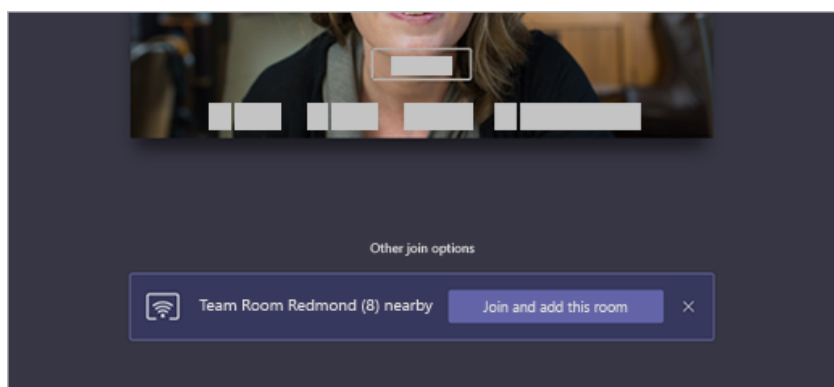 Other join options
Team Room Redmond (8) nearby
Join and add this room